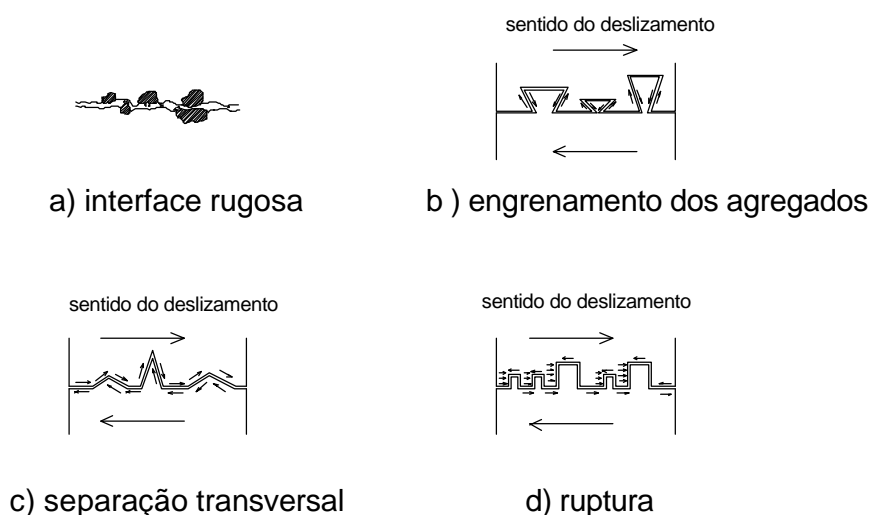 sentido do deslizamento
a) interface rugosa
b ) engrenamento dos agregados
sentido do deslizamento
sentido do deslizamento
c) separação transversal
d) ruptura